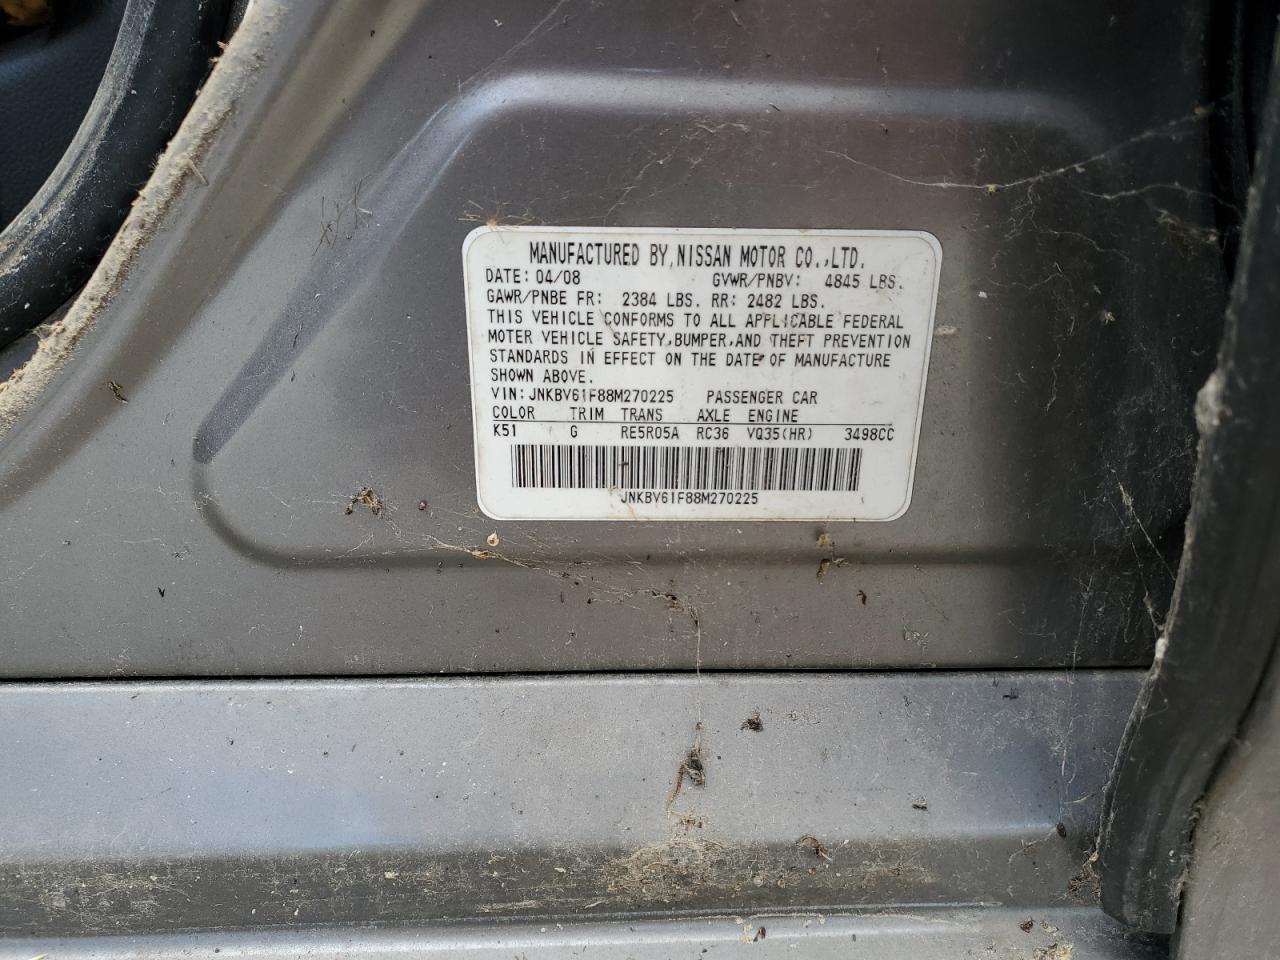 MANUFACTURED BY NISSAN MOTOR CO.,LTD.
DATE: 04/08 GVWR/PNBV: 4845 LBS.
GAWR/PNBE FR: 2384 LBS. RR: 2482 LBS.
THIS VEHICLE CONFORMS TO ALL APPLICABLE FEDERAL
MOTER VEHICLE SAFETY,BUMPER,AND THEFT PREVENTION
STANDARDS IN EFFECT ON THE DATE OF MANUFACTURE
SHOWN ABOVE.
VIN:JNKBV61F88M270225 PASSENGER CAR
COLOR TRIM TRANS AXLE ENGINE
K51 G RE5R05A RC36 VQ35(HR) 3498CC
JNKBV61F88M270225